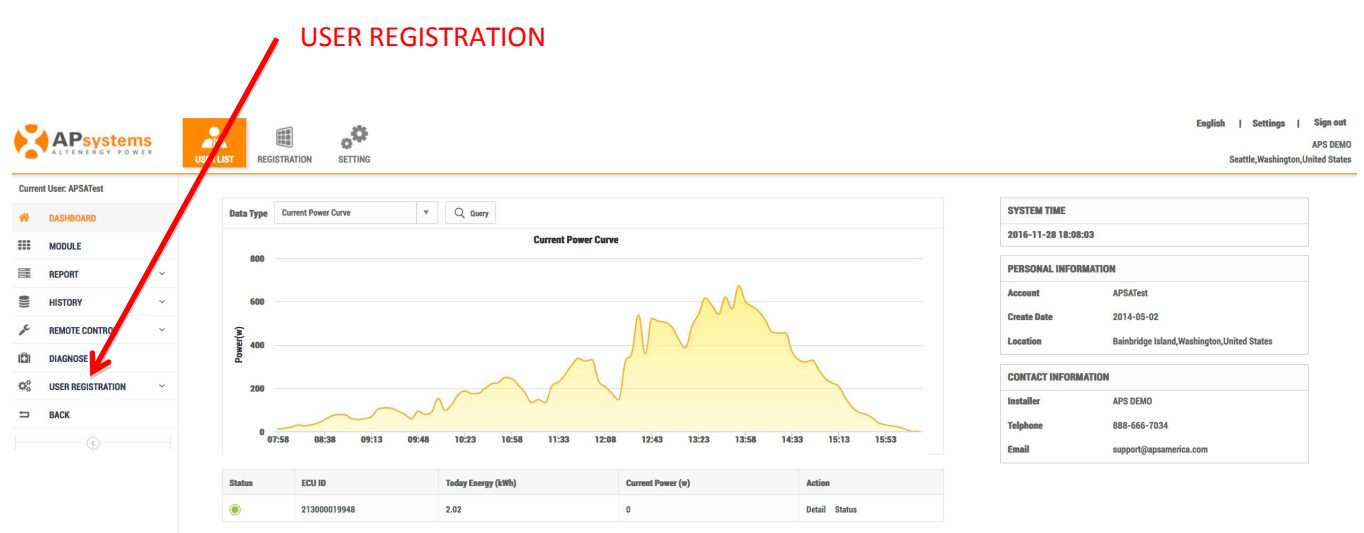 USER REGISTRATION
APsystems
ALTENERGY POWER
USER LIST
REGISTRATION
SETTING
English | Settings | Sign out
APS DEMO
Seattle,Washington,United States
Current User: APSATest
DASHBOARD
MODULE
REPORT
HISTORY
REMOTE CONTROL
DIAGNOSE
USER REGISTRATION
BACK
Data Type Current Power Curve Query
Current Power Curve
Power(w)
800
600
400
200
0
07:58 08:38 09:13 09:48 10:23 10:58 11:33 12:08 12:43 13:23 13:58 14:33 15:13 15:53
Status ECU ID Today Energy (kWh) Current Power (w) Action
213000019948 2.02 0 Detail Status
SYSTEM TIME
2016-11-28 18:08:03
PERSONAL INFORMATION
Account APSATest
Create Date 2014-05-02
Location Bainbridge Island,Washington,United States
CONTACT INFORMATION
Installer APS DEMO
Telphone 888-666-7034
Email support@apsamerica.com